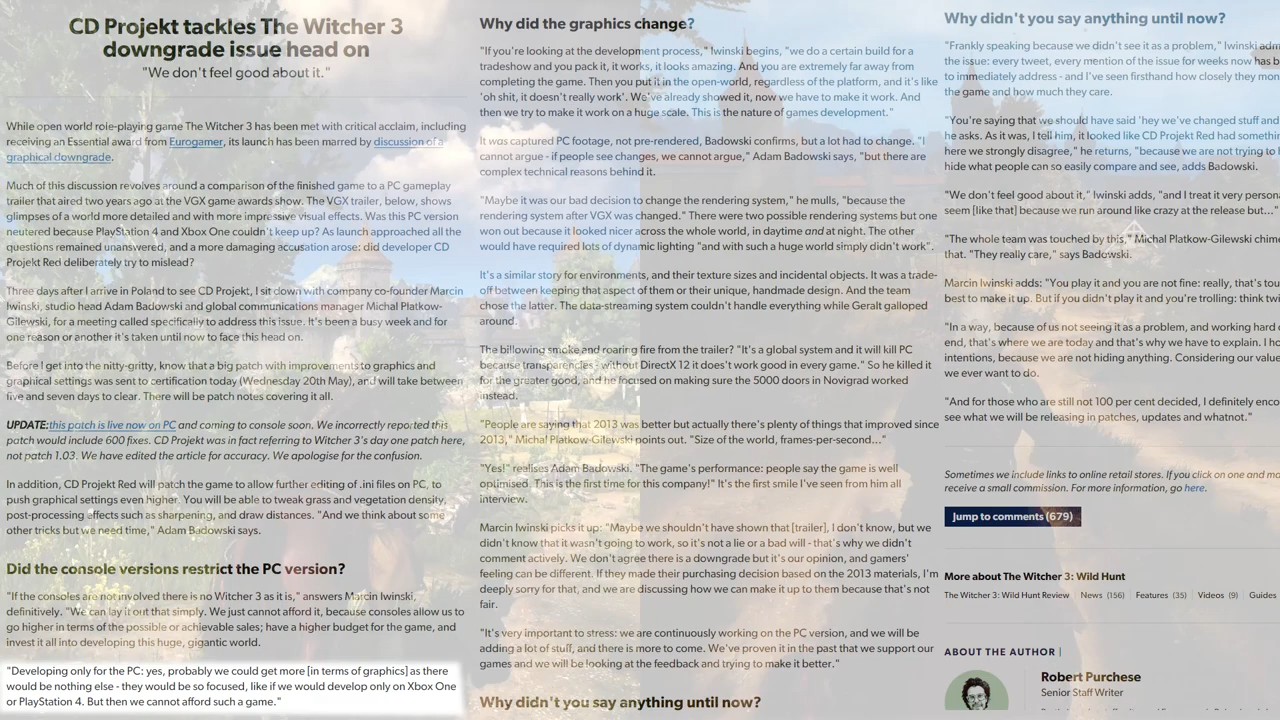 CD Projekt tackles The Witcher 3
downgrade issue head on
"We don't feel good about it."
While open world role-playing game The Witcher 3 has been met with critical acclaim, including
receiving an Essential award from Eurogamer, its launch has been marred by discussion of a
graphical downgrade.
Much of this discussion revolves around a comparison of the finished game to a PC gameplay
trailer that aired two years ago at the VGX game awards show. The VGX trailer, below, shows
glimpses of a world more detailed and with more impressive visual effects. Was this PC version
neutered because PlayStation 4 and Xbox One couldn't keep up? As launch approached all the
questions remained unanswered, and a more damaging accusation arose: did developer CD
Projekt Red deliberately try to mislead?
Three days after I arrive in Poland to see CD Projekt, I sit down with company co-founder Marcin
Iwinski, studio head Adam Badowski and global communications manager Michal Platkow-
Gilewski, for a meeting called specifically to address this issue. It's been a busy week and for
one reason or another it's taken until now to face this head on.
Before I get into the nitty-gritty, know that a big patch with improvements to graphics and
graphical settings was sent to certification today (Wednesday 20th May), and will take between
five and seven days to clear. There will be patch notes covering it all.
UPDATE: this patch is live now on PC and coming to console soon. We incorrectly reported this
patch would include 600 fixes. CD Projekt was in fact referring to Witcher 3's day one patch here,
not patch 1.03. We have edited the article for accuracy. We apologise for the confusion.
In addition, CD Projekt Red will patch the game to allow further editing of .ini files on PC, to
push graphical settings even higher. You will be able to tweak grass and vegetation density,
post-processing effects such as sharpening, and draw distances. "And we think about some
other tricks but we need time," Adam Badowski says.
Did the console versions restrict the PC version?
"If the consoles are not involved there is no Witcher 3 as it is," answers Marcin Iwinski,
definitively. "We can lay it out that simply. We just cannot afford it, because consoles allow us to
go higher in terms of the possible or achievable sales; have a higher budget for the game, and
invest it all into developing this huge, gigantic world.
"Developing only for the PC: yes, probably we could get more [in terms of graphics] as there
would be nothing else - they would be so focused, like if we would develop only on Xbox One
or PlayStation 4. But then we cannot afford such a game."
Why did the graphics change?
"If you're looking at the development process," Iwinski begins, "we do a certain build for a
tradeshow and you pack it, it works, it looks amazing. And you are extremely far away from
completing the game. Then you put it in the open-world, regardless of the platform, and it's like
'oh shit, it doesn't really work'. We've already showed it, now we have to make it work. And
then we try to make it work on a huge scale. This is the nature of games development."
It was captured PC footage, not pre-rendered, Badowski confirms, but a lot had to change. "I
cannot argue - if people see changes, we cannot argue," Adam Badowski says, "but there are
complex technical reasons behind it.
"Maybe it was our bad decision to change the rendering system," he mulls, "because the
rendering system after VGX was changed." There were two possible rendering systems but one
won out because it looked nicer across the whole world, in daytime and at night. The other
would have required lots of dynamic lighting "and with such a huge world simply didn't work".
It's a similar story for environments, and their texture sizes and incidental objects. It was a trade-
off between keeping that aspect of them or their unique, handmade design. And the team
chose the latter. The data-streaming system couldn't handle everything while Geralt galloped
around.
The billowing smoke and roaring fire from the trailer? "It's a global system and it will kill PC
because transparencies - without DirectX 12 it does't work good in every game." So he killed it
for the greater good, and he focused on making sure the 5000 doors in Novigrad worked
instead.
"People are saying that 2013 was better but actually there's plenty of things that improved since
2013," Michal Platkow-Gilewski points out. "Size of the world, frames-per-second..."
"Yes!" realises Adam Badowski. "The game's performance: people say the game is well
optimised. This is the first time for this company!" It's the first smile I've seen from him all
interview.
Marcin Iwinski picks it up: "Maybe we shouldn't have shown that [trailer], I don't know, but we
didn't know that it wasn't going to work, so it's not a lie or a bad will - that's why we didn't
comment actively. We don't agree there is a downgrade but it's our opinion, and gamers'
feeling can be different. If they made their purchasing decision based on the 2013 materials, I'm
deeply sorry for that, and we are discussing how we can make it up to them because that's not
fair.
"It's very important to stress: we are continuously working on the PC version, and we will be
adding a lot of stuff, and there is more to come. We've proven it in the past that we support our
games and we will be looking at the feedback and trying to make it better."
Why didn't you say anything until now?
Why didn't you say anything until now?
"Frankly speaking because we didn't see it as a problem," Iwinski adm
the issue: every tweet, every mention of the issue for weeks now has b
to immediately address - and I've seen firsthand how closely they mon
the game and how much they care.
"You're saying that we should have said 'hey we've changed stuff and
he asks. As it was, I tell him, it looked like CD Projekt Red had somethin
here we strongly disagree," he returns, "because we are not trying to h
hide what people can so easily compare and see, adds Badowski.
"We don't feel good about it," Iwinski adds, "and I treat it very person
seem [like that] because we run around like crazy at the release but..."
"The whole team was touched by this," Michal Platkow-Gilewski chim
that. "They really care," says Badowski.
Marcin Iwinski adds: "You play it and you are not fine: really, that's tou
best to make it up. But if you didn't play it and you're trolling: think twi
"In a way, because of us not seeing it as a problem, and working hard o
end, that's where we are today and that's why we have to explain. I ho
intentions, because we are not hiding anything. Considering our value
we ever want to do.
"And for those who are still not 100 per cent decided, I definitely enco
see what we will be releasing in patches, updates and whatnot."
Sometimes we include links to online retail stores. If you click on one and ma
receive a small commission. For more information, go here.
Jump to comments (679)
More about The Witcher 3: Wild Hunt
The Witcher 3: Wild Hunt Review News (156) Features (35) Videos (9) Guides
ABOUT THE AUTHOR |
Robert Purchese
Senior Staff Writer